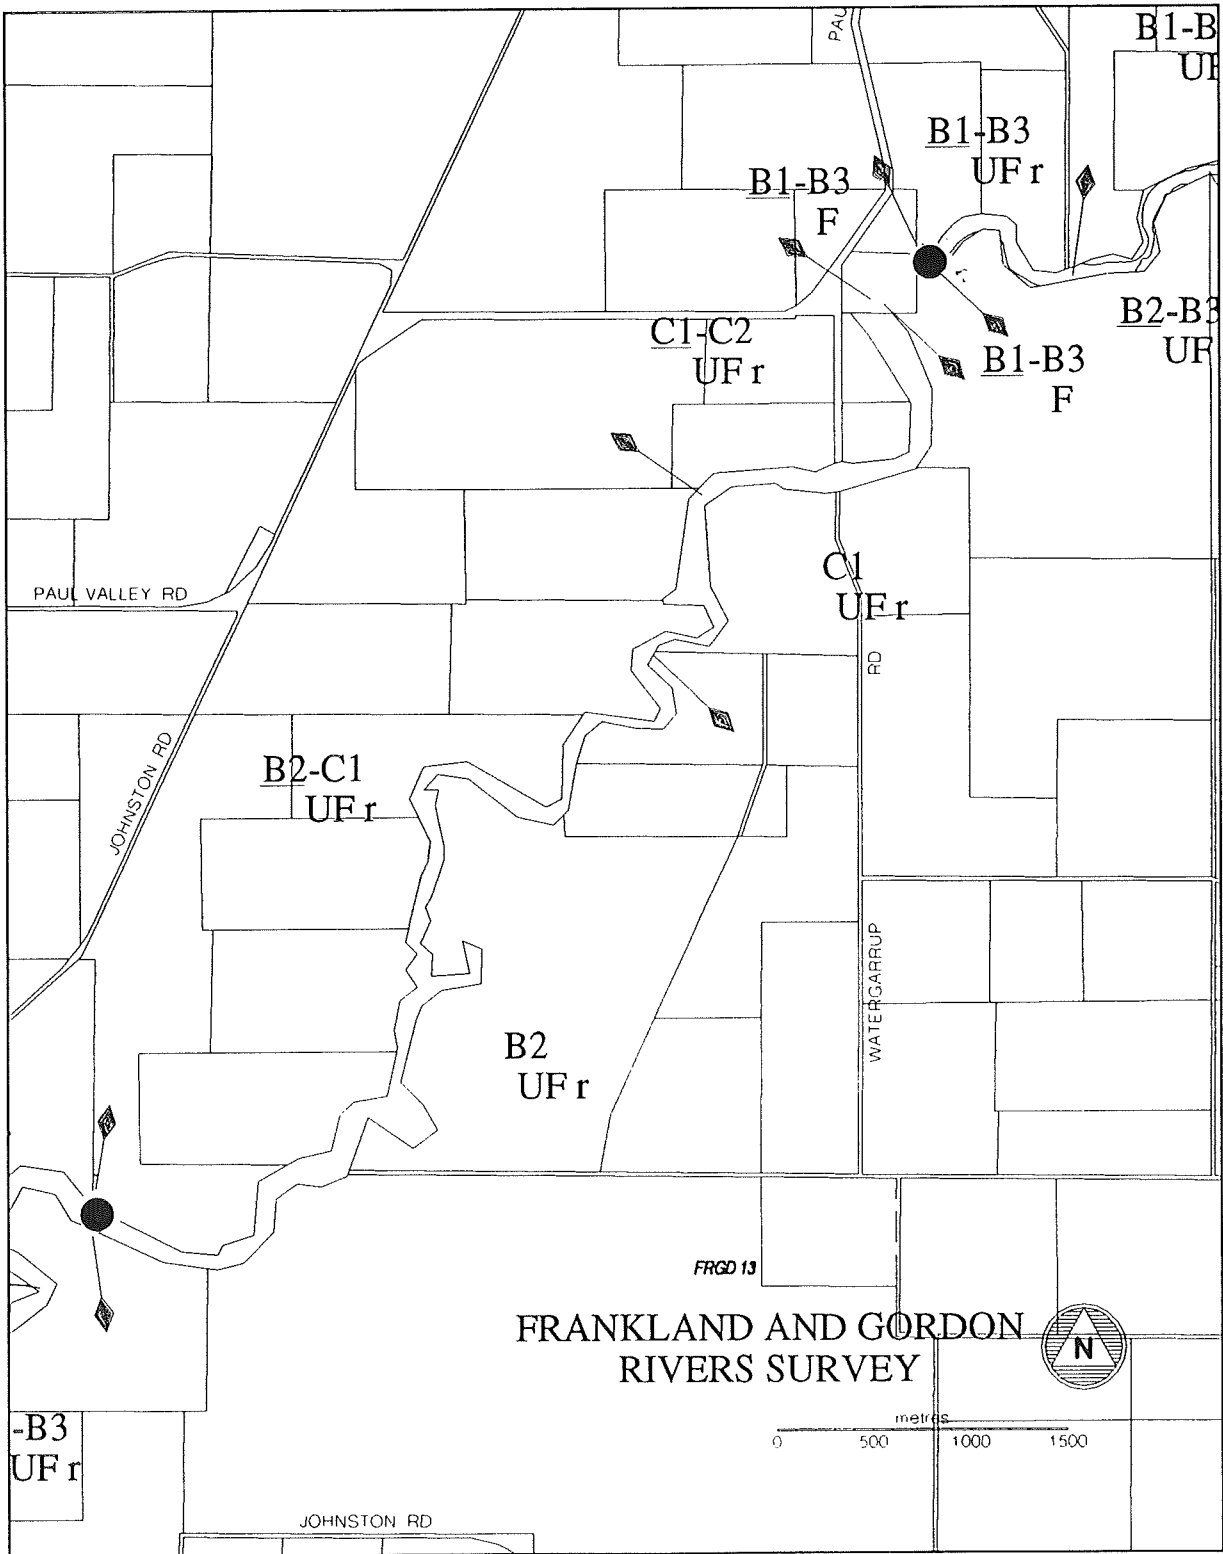 B1-B
PAU
UF
B1-B3
UF r
B1-B3
F
B2-B3
UF
C1-C2
UF r
B1-B3
F
C1
UF r
PAUL VALLEY RD
RD
JOHNSTON RD
B2-C1
UF r
WATERGARRUP
B2
UF r
FRGD 13
FRANKLAND AND GORDON
RIVERS SURVEY
N
-B3
UF r
metres
0 500 1000 1500
JOHNSTON RD